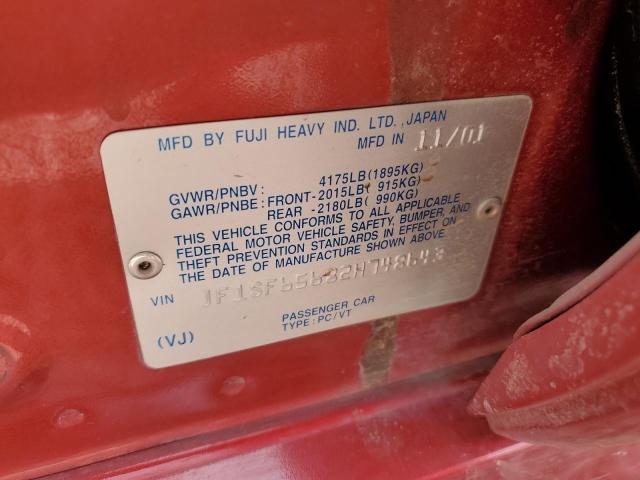 MFD BY FUJI HEAVY IND. LTD.,JAPAN
MFD IN 11/01
GVWR/PNBV: 4175LB(1895KG)
GAWR/PNBE:FRONT-2015LB( 915KG)
REAR -2180LB( 990KG)
THIS VEHICLE CONFORMS TO ALL APPLICABLE
FEDERAL MOTOR VEHICLE SAFETY, BUMPER, AND
THEFT PREVENTION STANDARDS IN EFFECT ON
THE DATE OF MANUFACTURE SHOWN ABOVE.
VIN JF1SF65682H748643
PASSENGER CAR
(VJ) TYPE:PC/VT